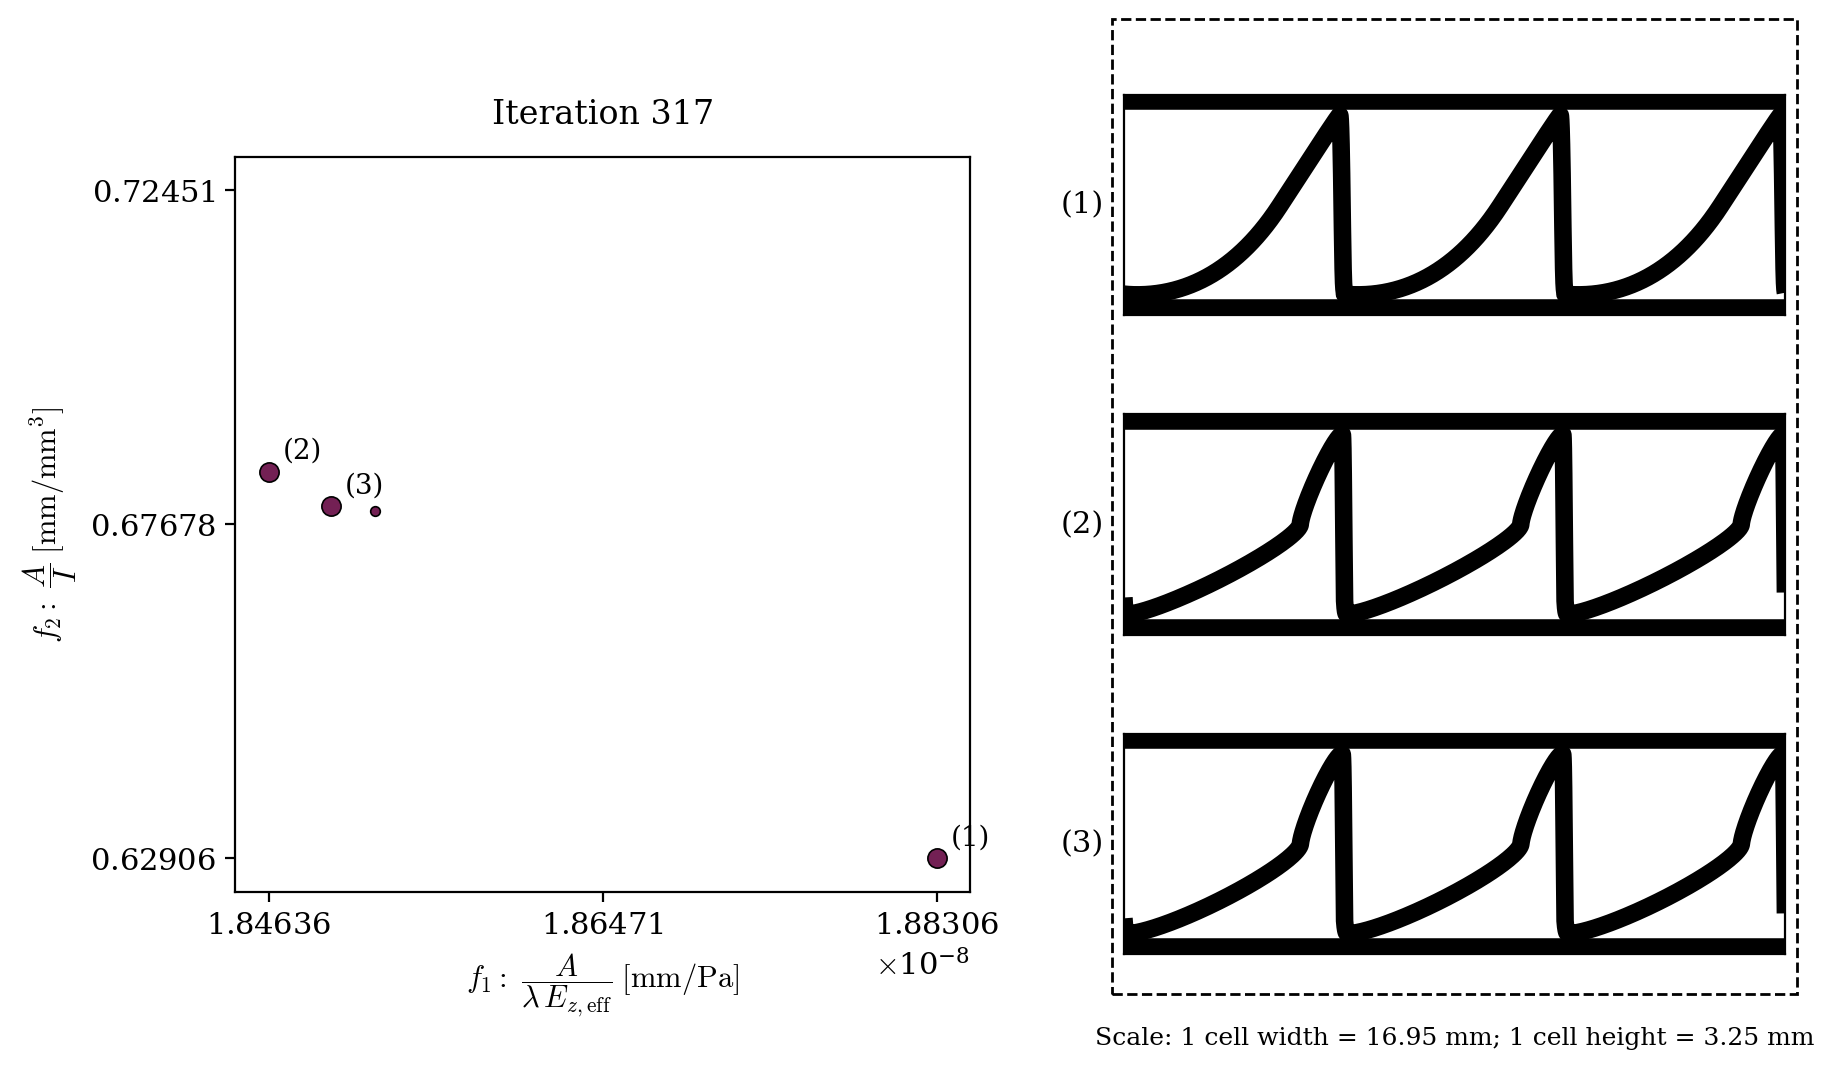 Iteration 317
0.72451
0.67678
0.62906
f₂: A/I [mm/mm³]
(2)
(3)
(1)
1.84636 1.86471 1.88306
×10⁻⁸
f₁: A/(λ E_z,eff) [mm/Pa]
(1)
(2)
(3)
Scale: 1 cell width = 16.95 mm; 1 cell height = 3.25 mm